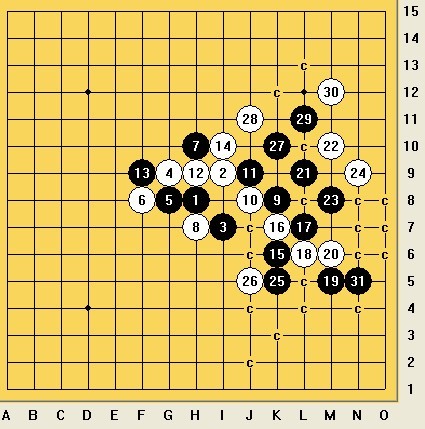 15
14
c 13
c 30 12
28 29 11
7 14 27 c 22 10
13 4 12 2 11 21 24 9
6 5 1 10 9 c 23 c c 8
8 3 c 16 17 c c 7
c 15 18 20 c c 6
26 25 c 19 31 5
c c c 4
c 3
c 2
1
A B C D E F G H I J K L M N O